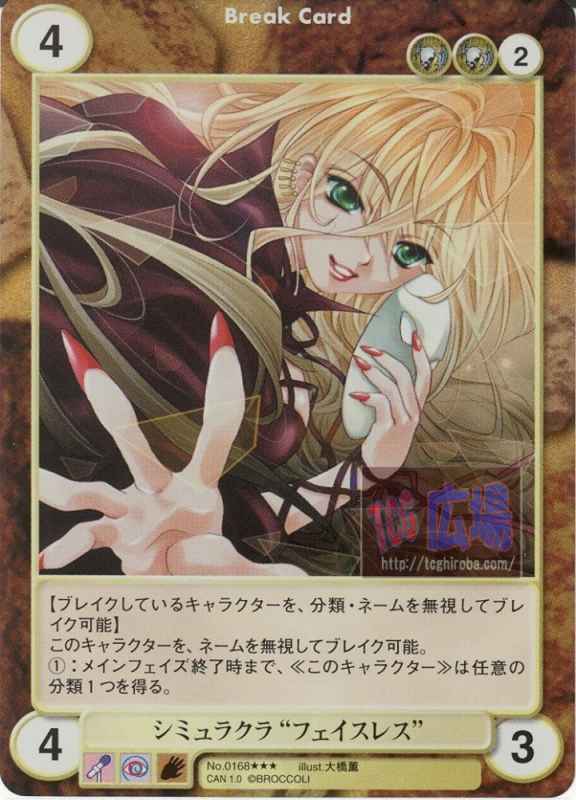 Break Card
4
2
TCG広場
http://tcghiroba.com/
【ブレイクしているキャラクターを、分類・ネームを無視してブレ
イク可能】
このキャラクターを、ネームを無視してブレイク可能。
①：メインフェイズ終了時まで、≪このキャラクター≫は任意の
分類１つを得る。
シミュラクラ“フェイスレス”
4
3
No.0168★★★ illust.大橋薫
CAN 1.0 ©BROCCOLI